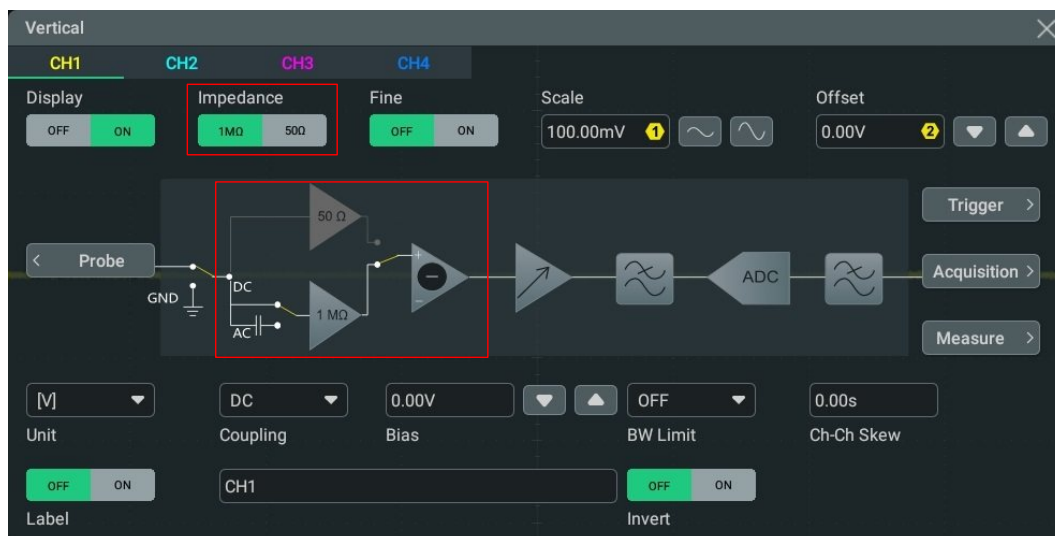 Vertical
CH1 CH2 CH3 CH4
Display Impedance Fine Scale Offset
OFF ON 1MΩ 50Ω OFF ON 100.00mV 1 0.00V 2
50 Ω
Trigger >
< Probe
DC
ADC
Acquisition >
GND
1 MΩ
AC
Measure >
[V] DC 0.00V OFF 0.00s
Unit Coupling Bias BW Limit Ch-Ch Skew
OFF ON CH1 OFF ON
Label Invert